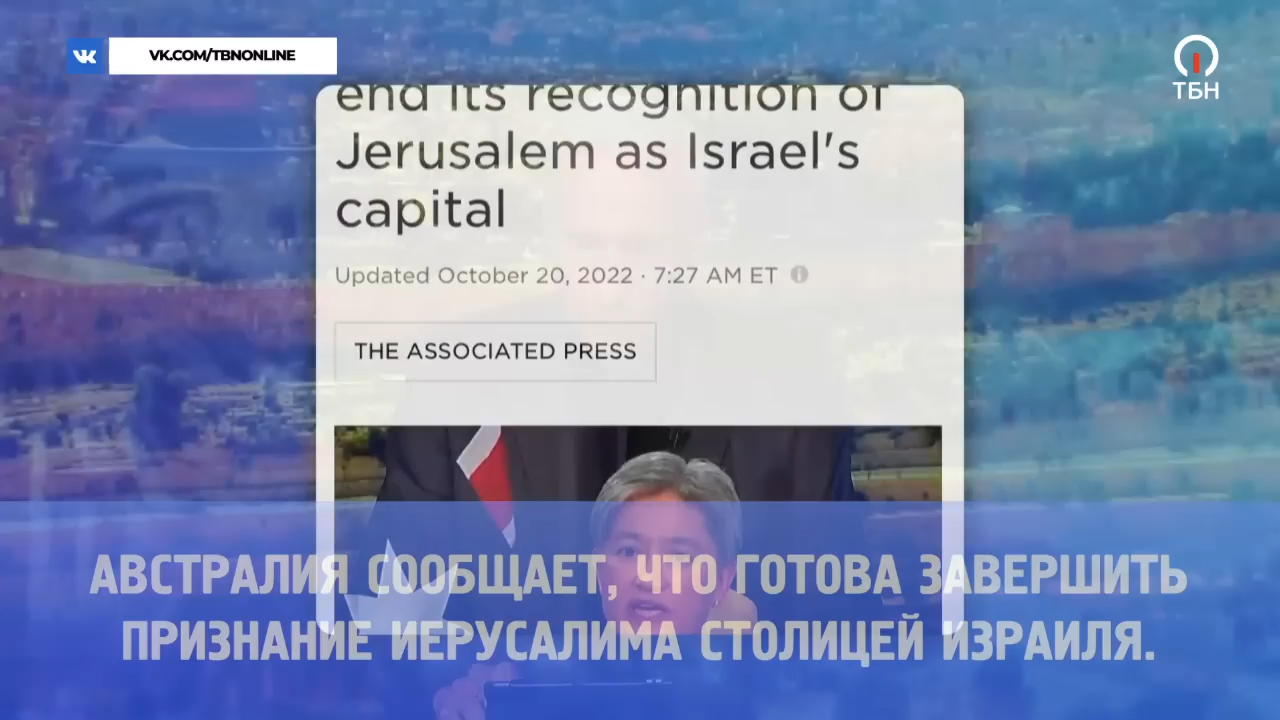 VK.COM/TBNONLINE
ТБН
end its recognition of
Jerusalem as Israel's
capital
Updated October 20, 2022 · 7:27 AM ET
THE ASSOCIATED PRESS
АВСТРАЛИЯ СООБЩАЕТ, ЧТО ГОТОВА ЗАВЕРШИТЬ
ПРИЗНАНИЕ ИЕРУСАЛИМА СТОЛИЦЕЙ ИЗРАИЛЯ.